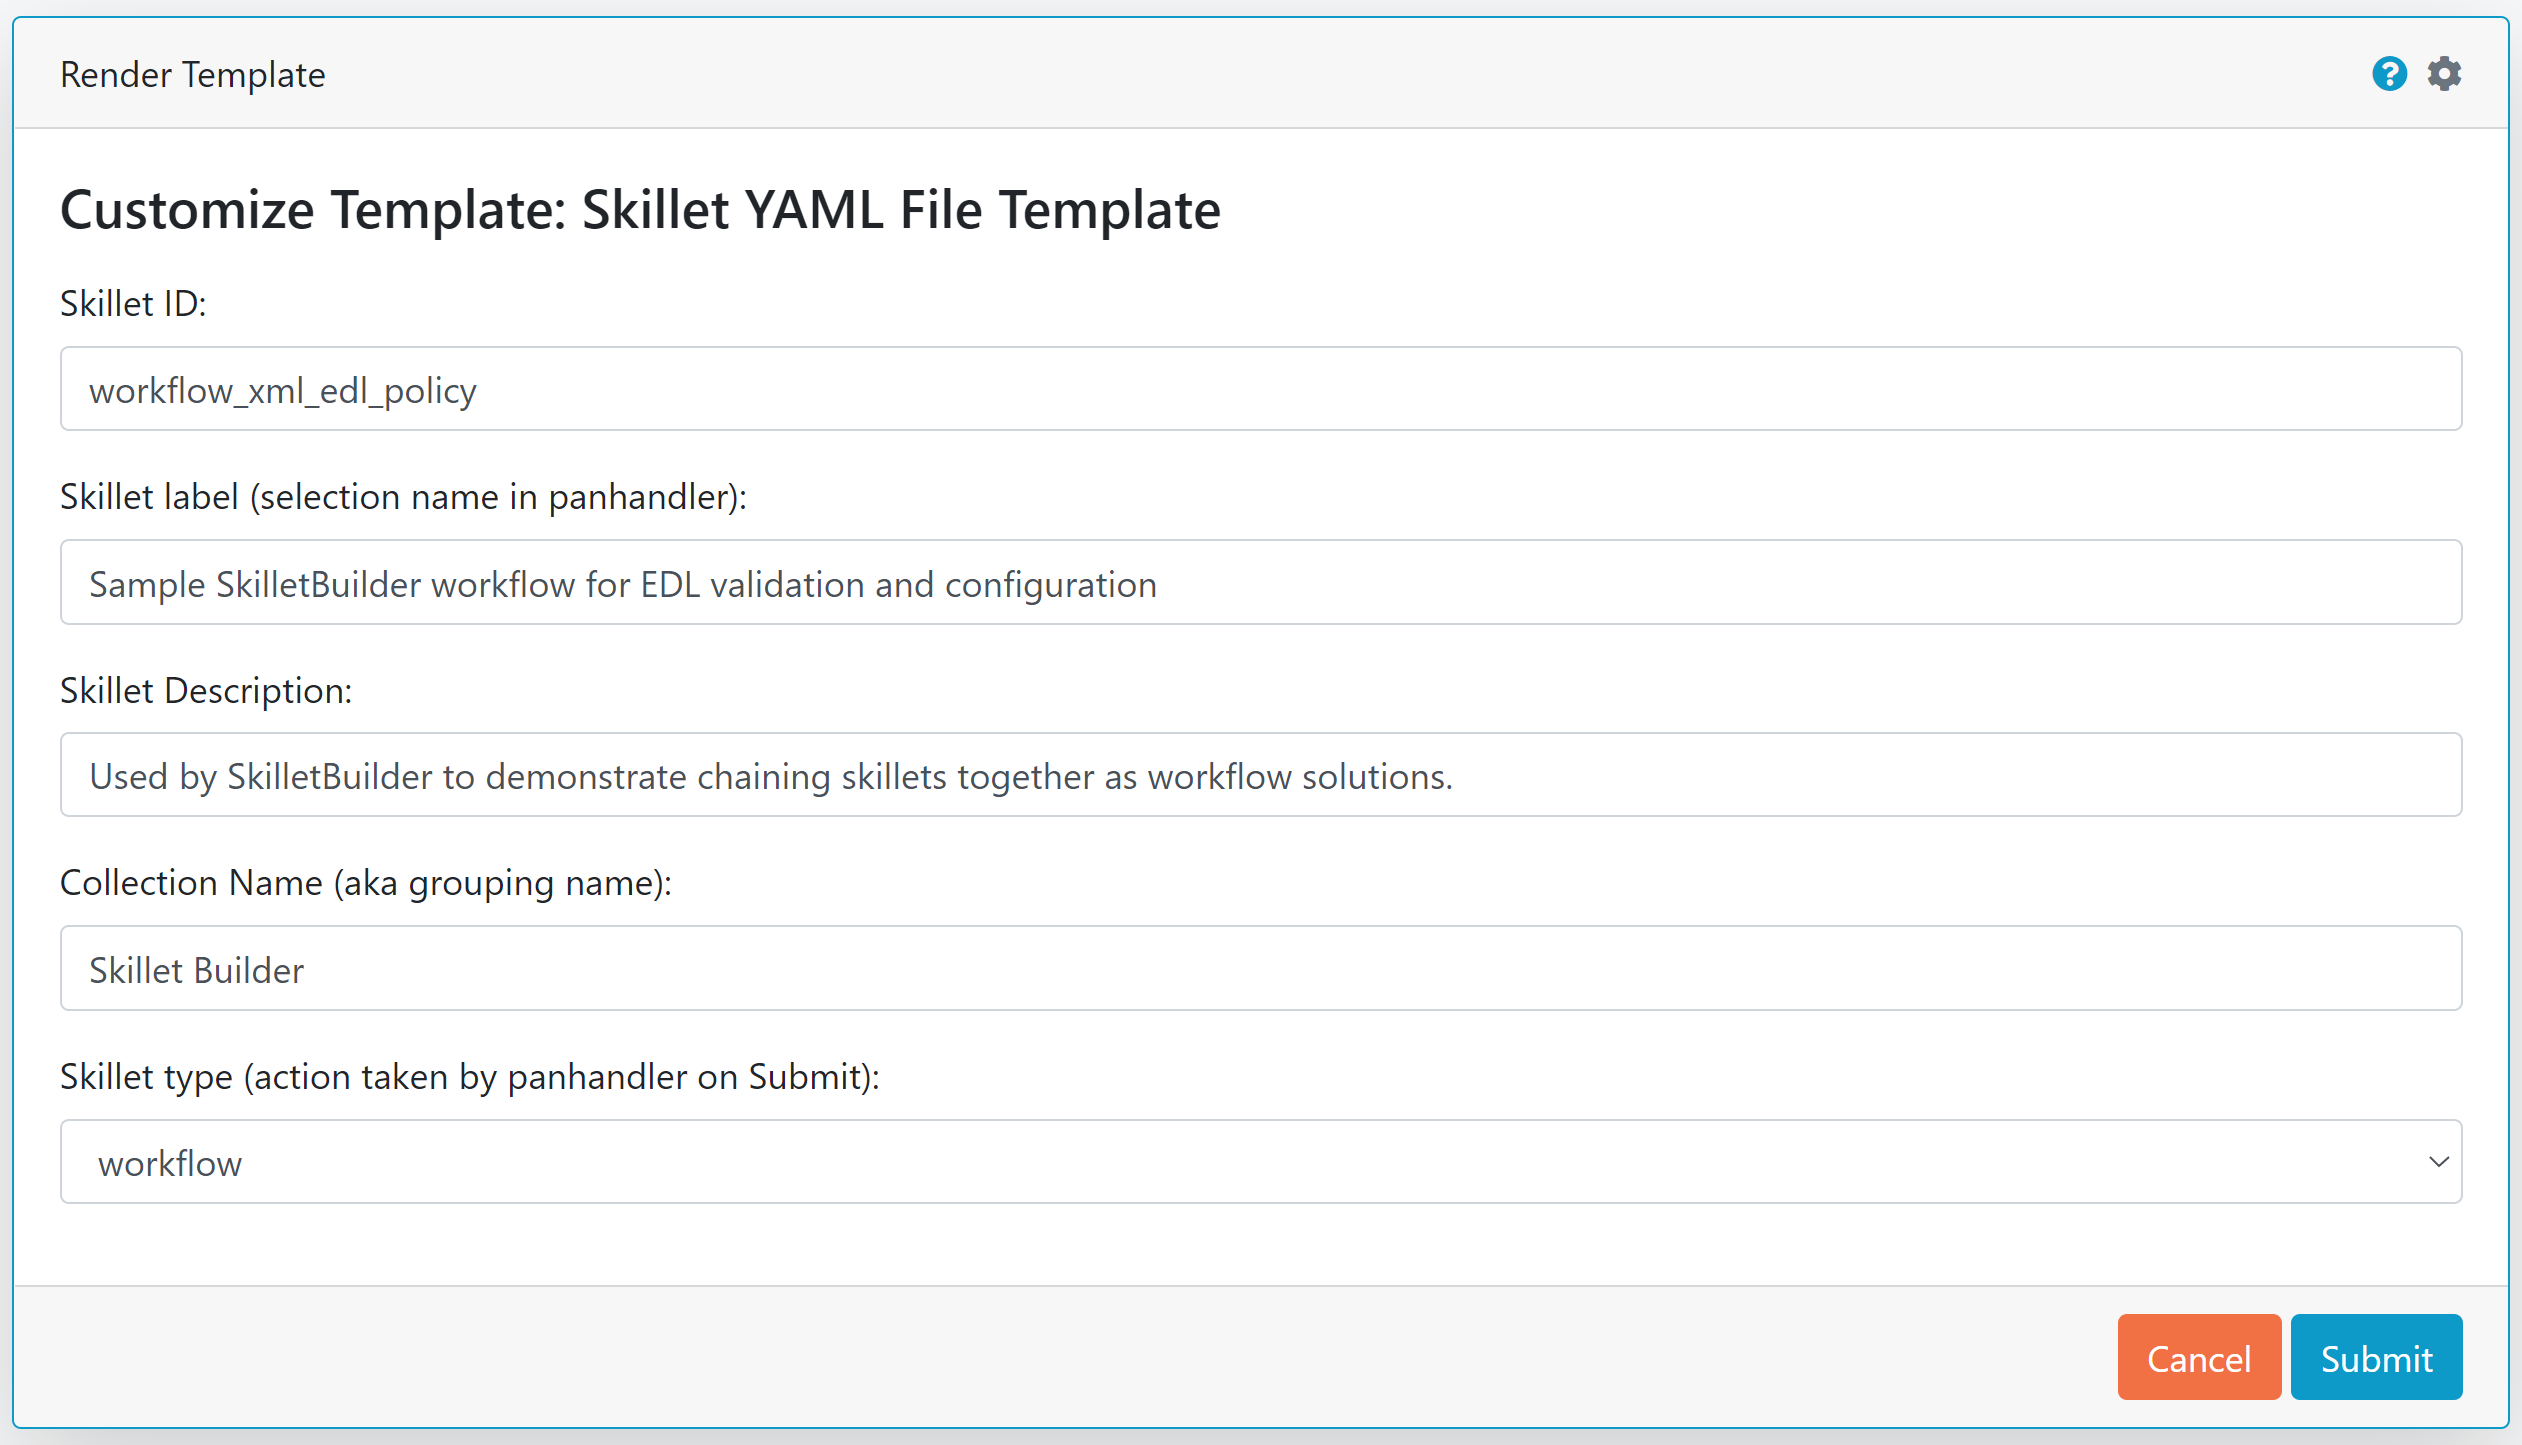 Render Template
Customize Template: Skillet YAML File Template
Skillet ID:
workflow_xml_edl_policy
Skillet label (selection name in panhandler):
Sample SkilletBuilder workflow for EDL validation and configuration
Skillet Description:
Used by SkilletBuilder to demonstrate chaining skillets together as workflow solutions.
Collection Name (aka grouping name):
Skillet Builder
Skillet type (action taken by panhandler on Submit):
workflow
Cancel Submit